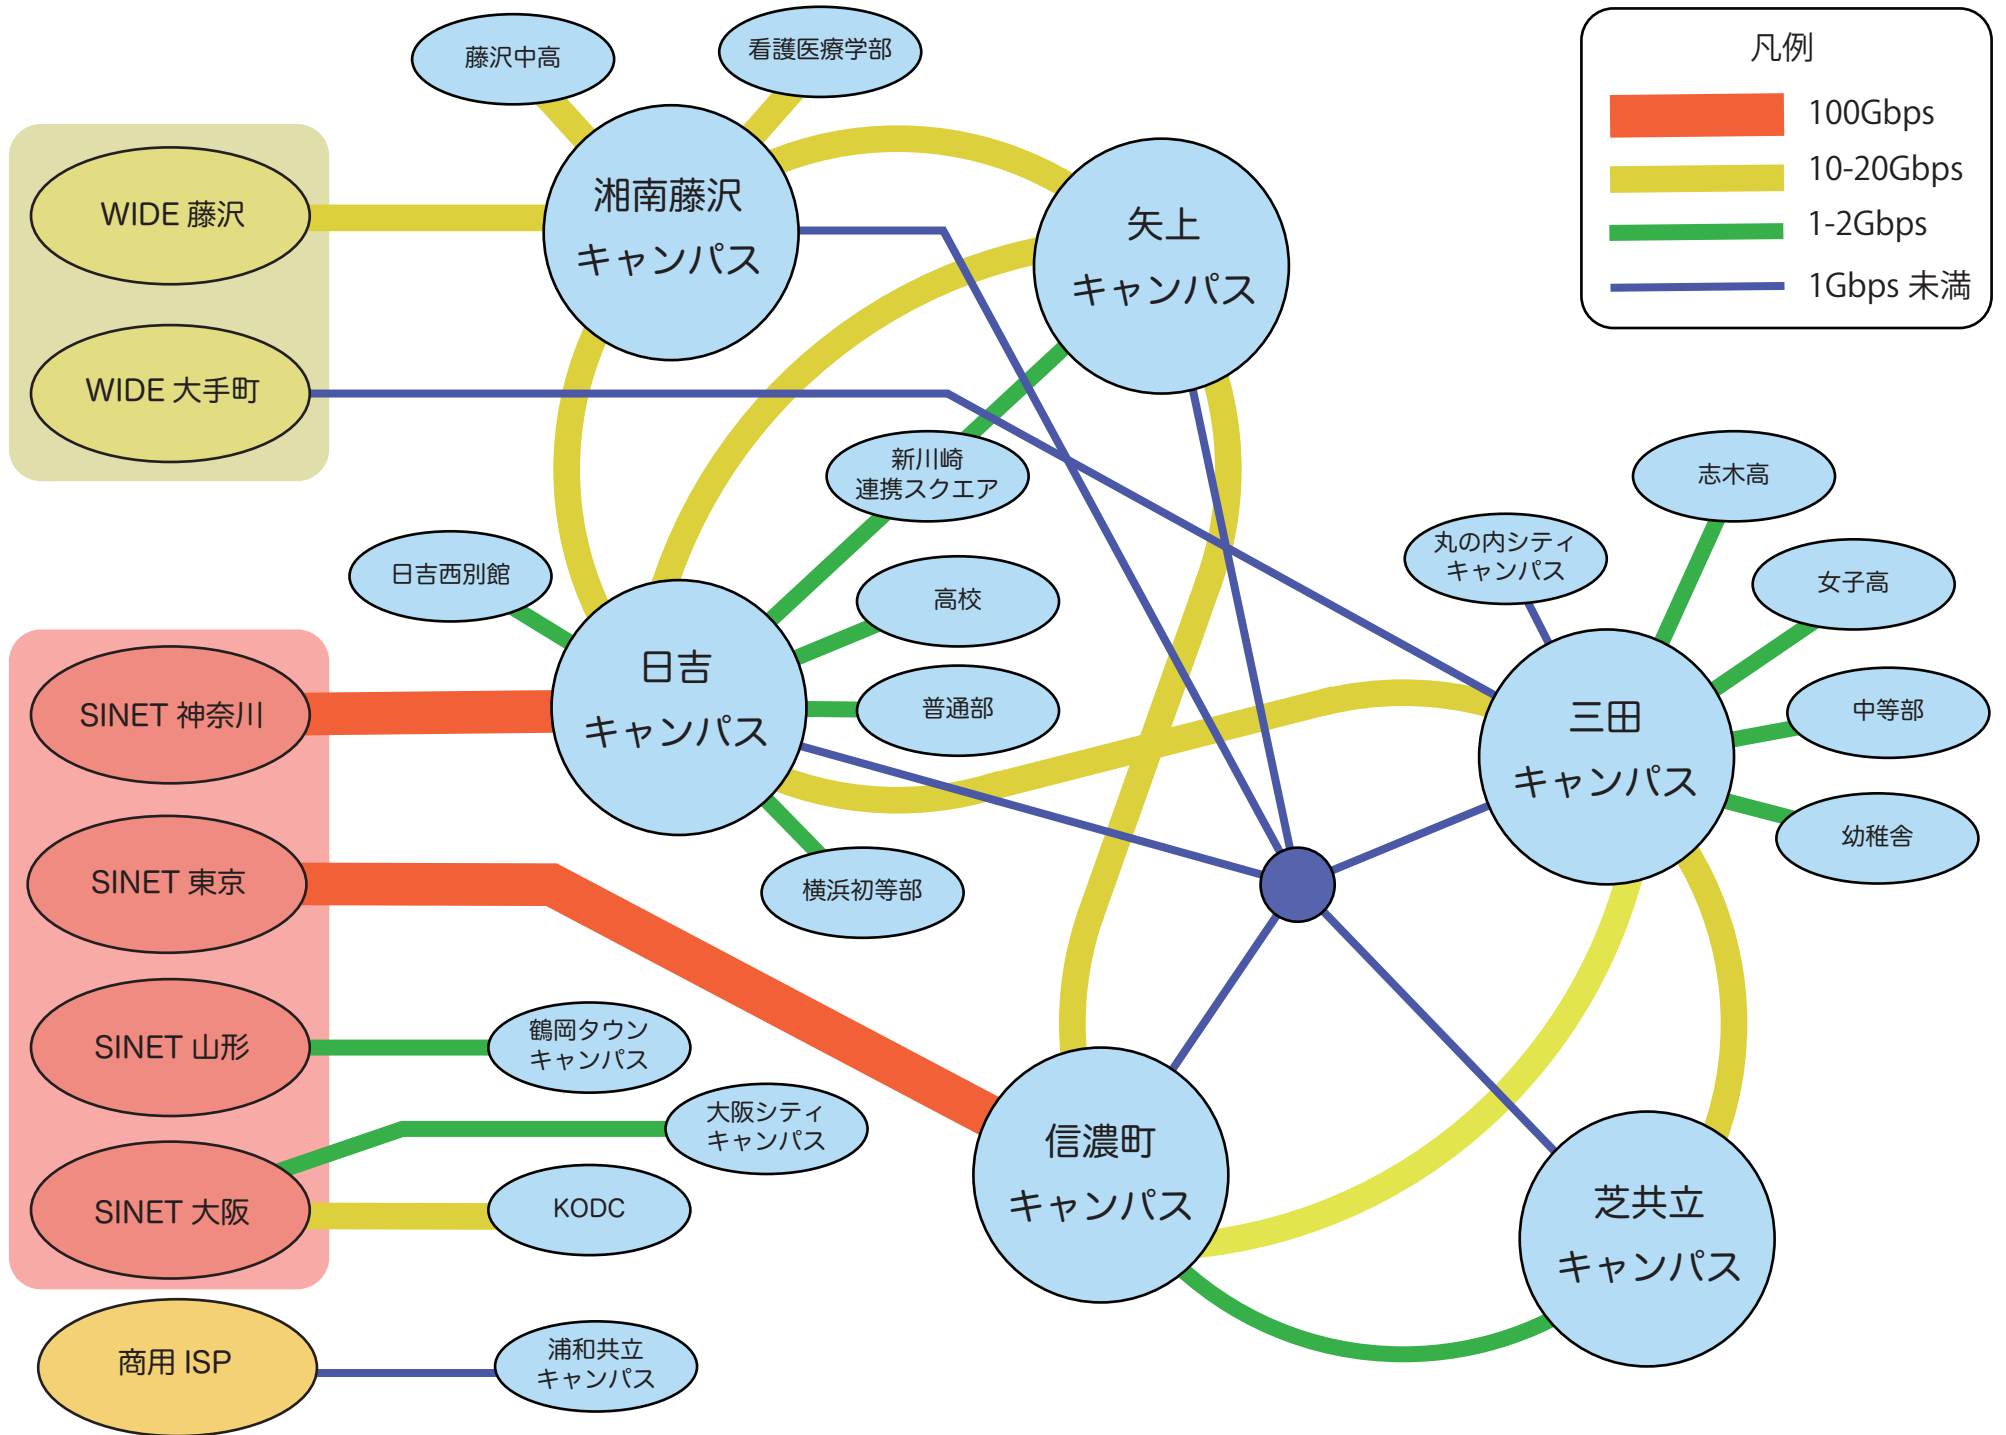 藤沢中高
看護医療学部
凡例
100Gbps
10-20Gbps
1-2Gbps
1Gbps 未満
WIDE 藤沢
WIDE 大手町
湘南藤沢
キャンパス
矢上
キャンパス
新川崎
連携スクエア
日吉西別館
高校
普通部
日吉
キャンパス
横浜初等部
志木高
丸の内シティ
キャンパス
女子高
中等部
幼稚舎
三田
キャンパス
SINET 神奈川
SINET 東京
SINET 山形
SINET 大阪
鶴岡タウン
キャンパス
大阪シティ
キャンパス
KODC
信濃町
キャンパス
芝共立
キャンパス
商用 ISP
浦和共立
キャンパス